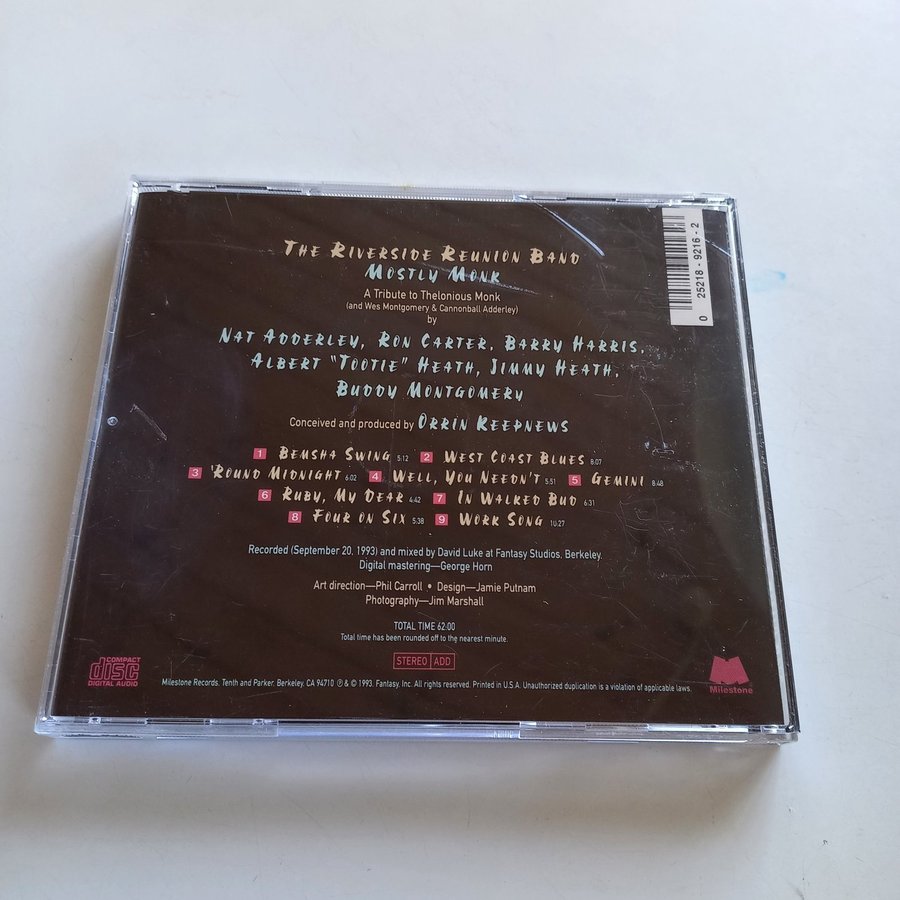 THE RIVERSIDE REUNION BAND
MOSTLY MONK
A Tribute to Thelonious Monk
(and Wes Montgomery & Cannonball Adderley)
by
NAT ADDERLEY, RON CARTER, BARRY HARRIS,
ALBERT "TOOTIE" HEATH, JIMMY HEATH,
BUDDY MONTGOMERY
Conceived and produced by ORRIN KEEPNEWS
1 BEMSHA SWING 5:12 2 WEST COAST BLUES 8:07
3 'ROUND MIDNIGHT 6:02 4 WELL, YOU NEEDN'T 5:51 5 GEMINI 8:48
6 RUBY, MY DEAR 4:42 7 IN WALKED BUD 6:31
8 FOUR ON SIX 5:38 9 WORK SONG 10:27
Recorded (September 20, 1993) and mixed by David Luke at Fantasy Studios, Berkeley.
Digital mastering—George Horn
Art direction—Phil Carroll • Design—Jamie Putnam
Photography—Jim Marshall
TOTAL TIME 62:00
Total time has been rounded off to the nearest minute.
STEREO ADD
COMPACT
disc
DIGITAL AUDIO
Milestone Records, Tenth and Parker, Berkeley, CA 94710 ℗ & © 1993, Fantasy, Inc. All rights reserved. Printed in U.S.A. Unauthorized duplication is a violation of applicable laws.
M
Milestone
0 25218-9216-2